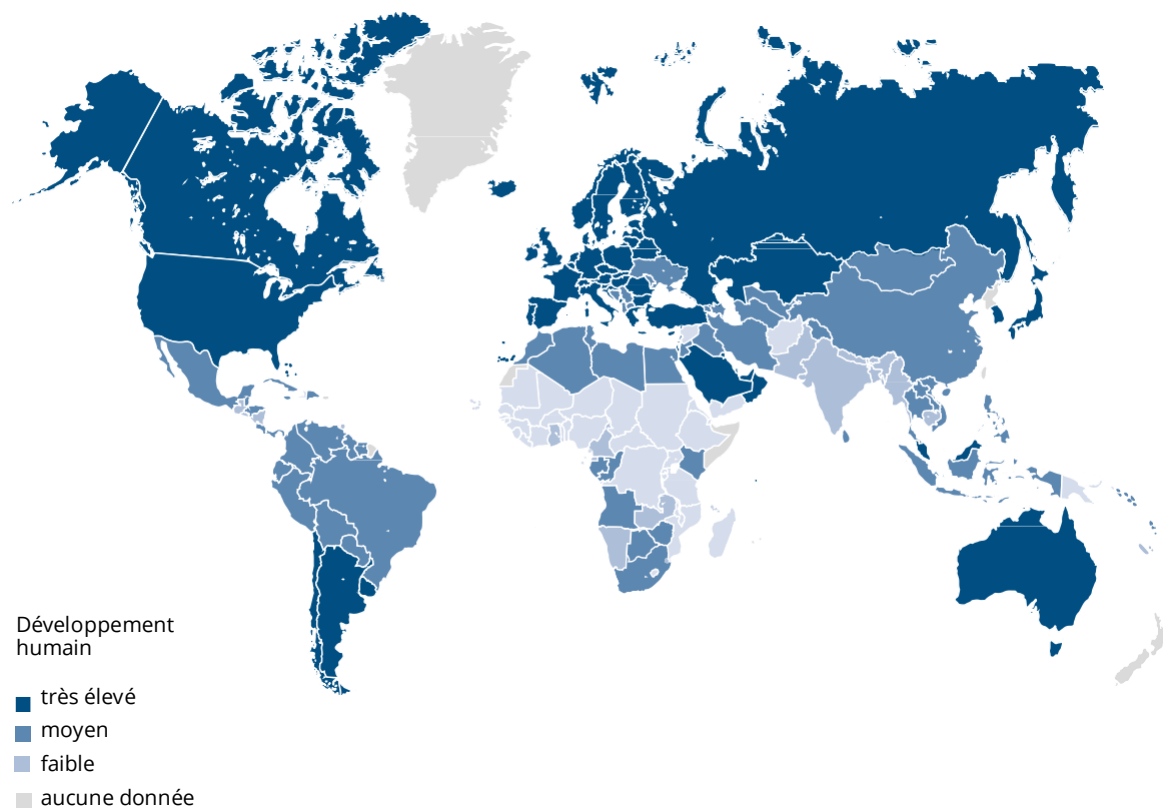 Développement
humain
très élevé
moyen
faible
aucune donnée